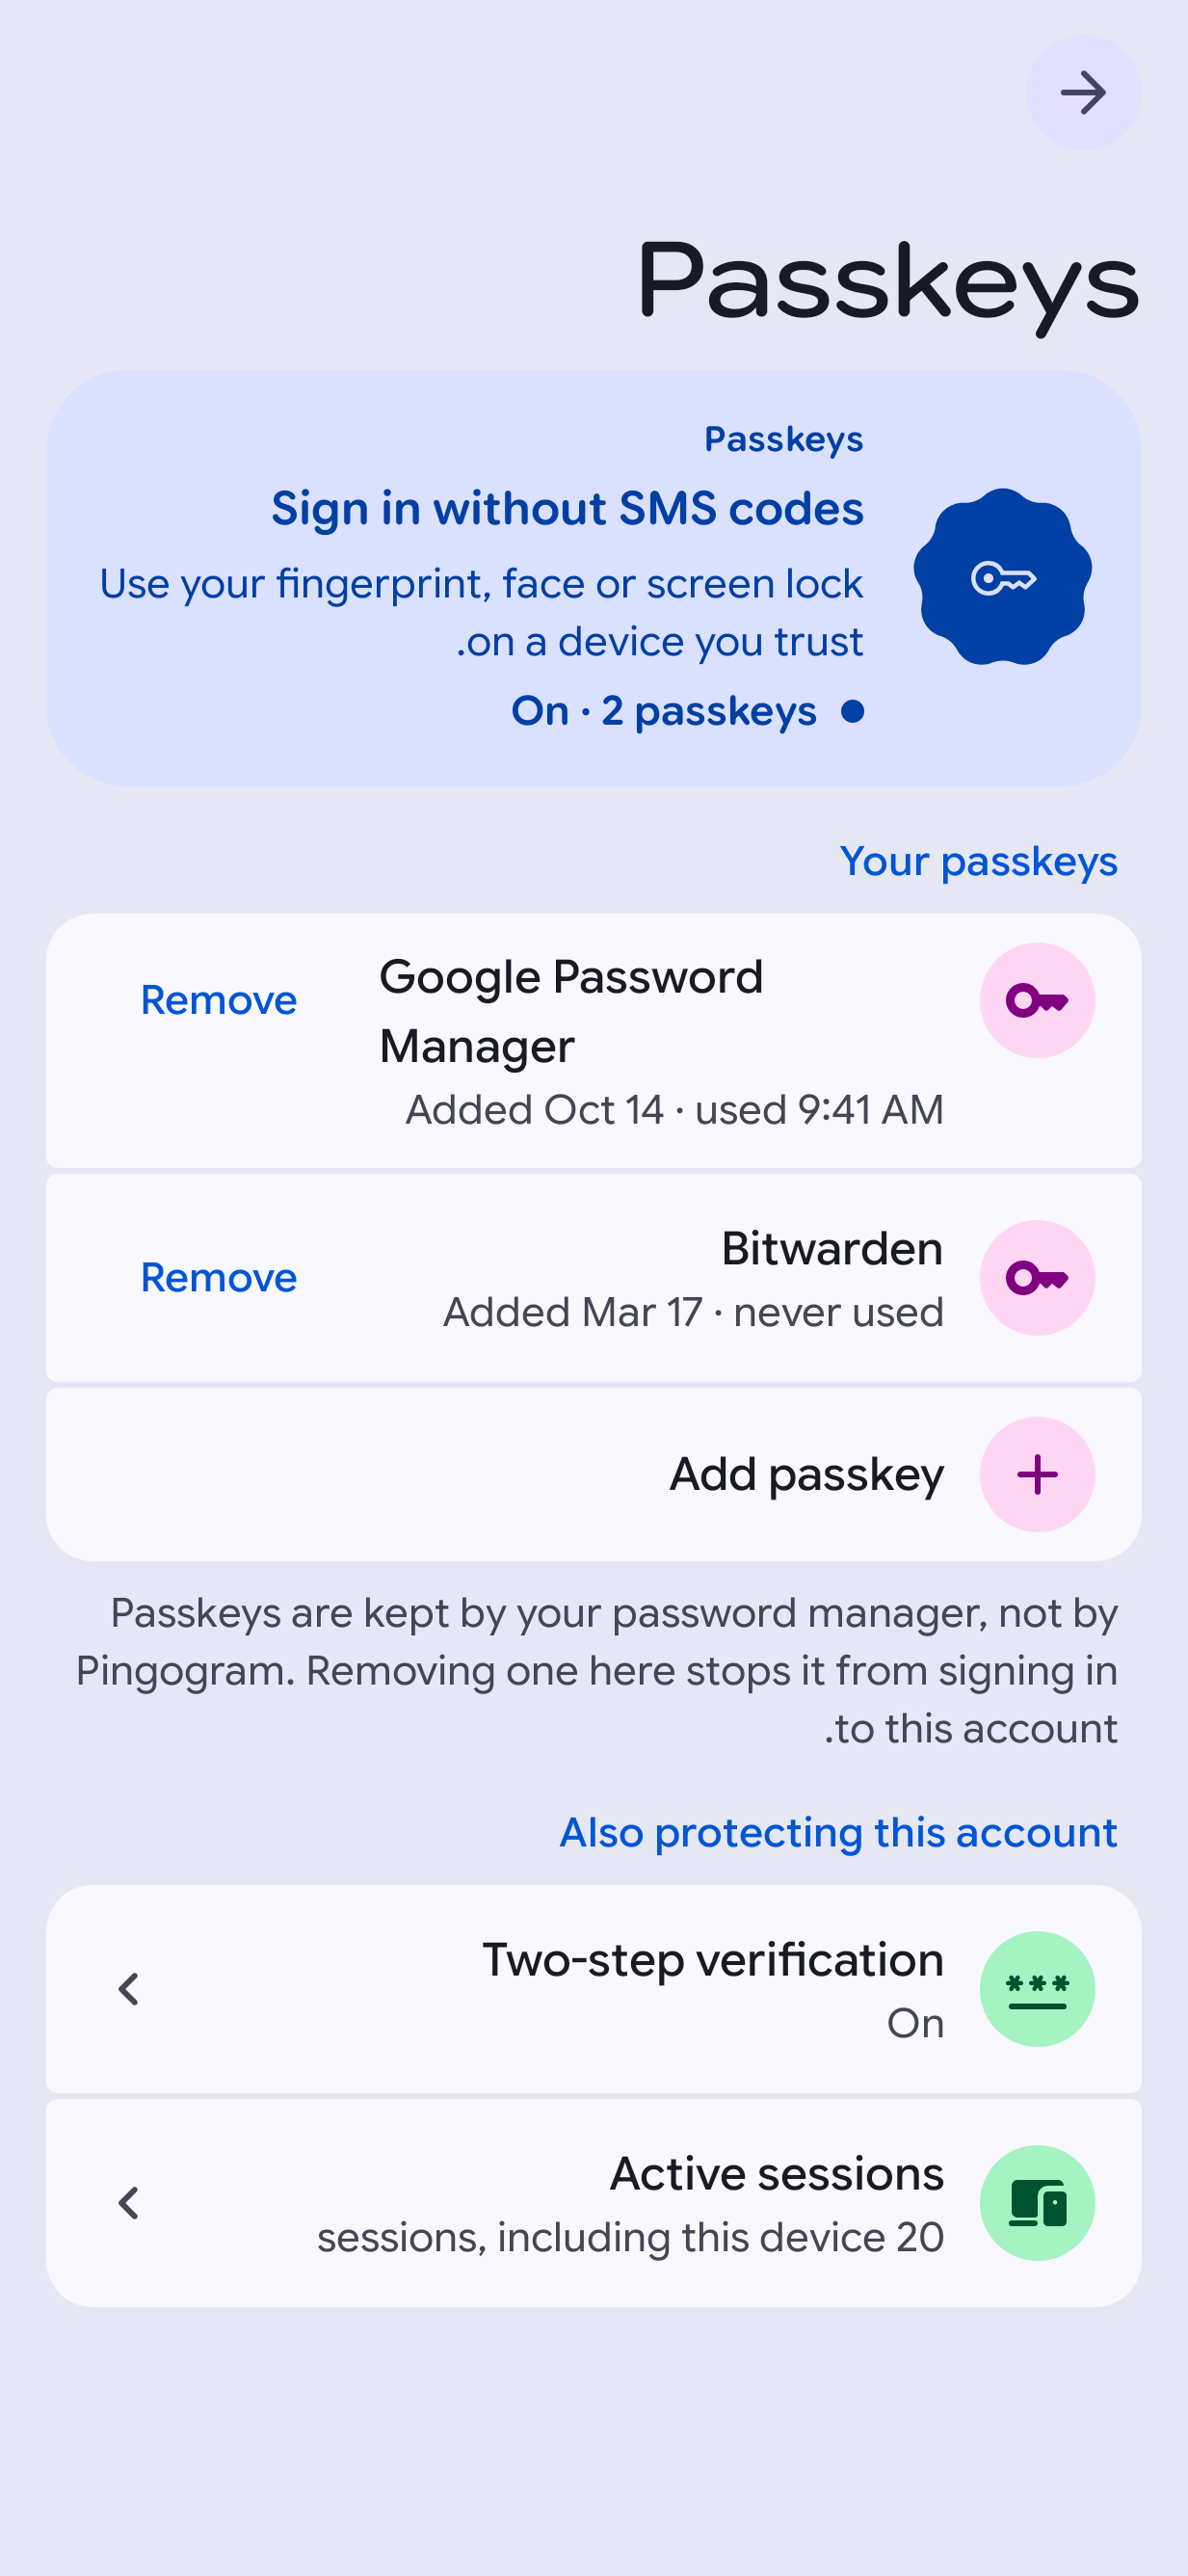 Passkeys
Passkeys
Sign in without SMS codes
Use your fingerprint, face or screen lock
.on a device you trust
On · 2 passkeys
Your passkeys
Google Password
Manager
Added Oct 14 · used 9:41 AM
Remove
Bitwarden
Added Mar 17 · never used
Remove
Add passkey
Passkeys are kept by your password manager, not by
Pingogram. Removing one here stops it from signing in
.to this account
Also protecting this account
Two-step verification
On
Active sessions
sessions, including this device 20